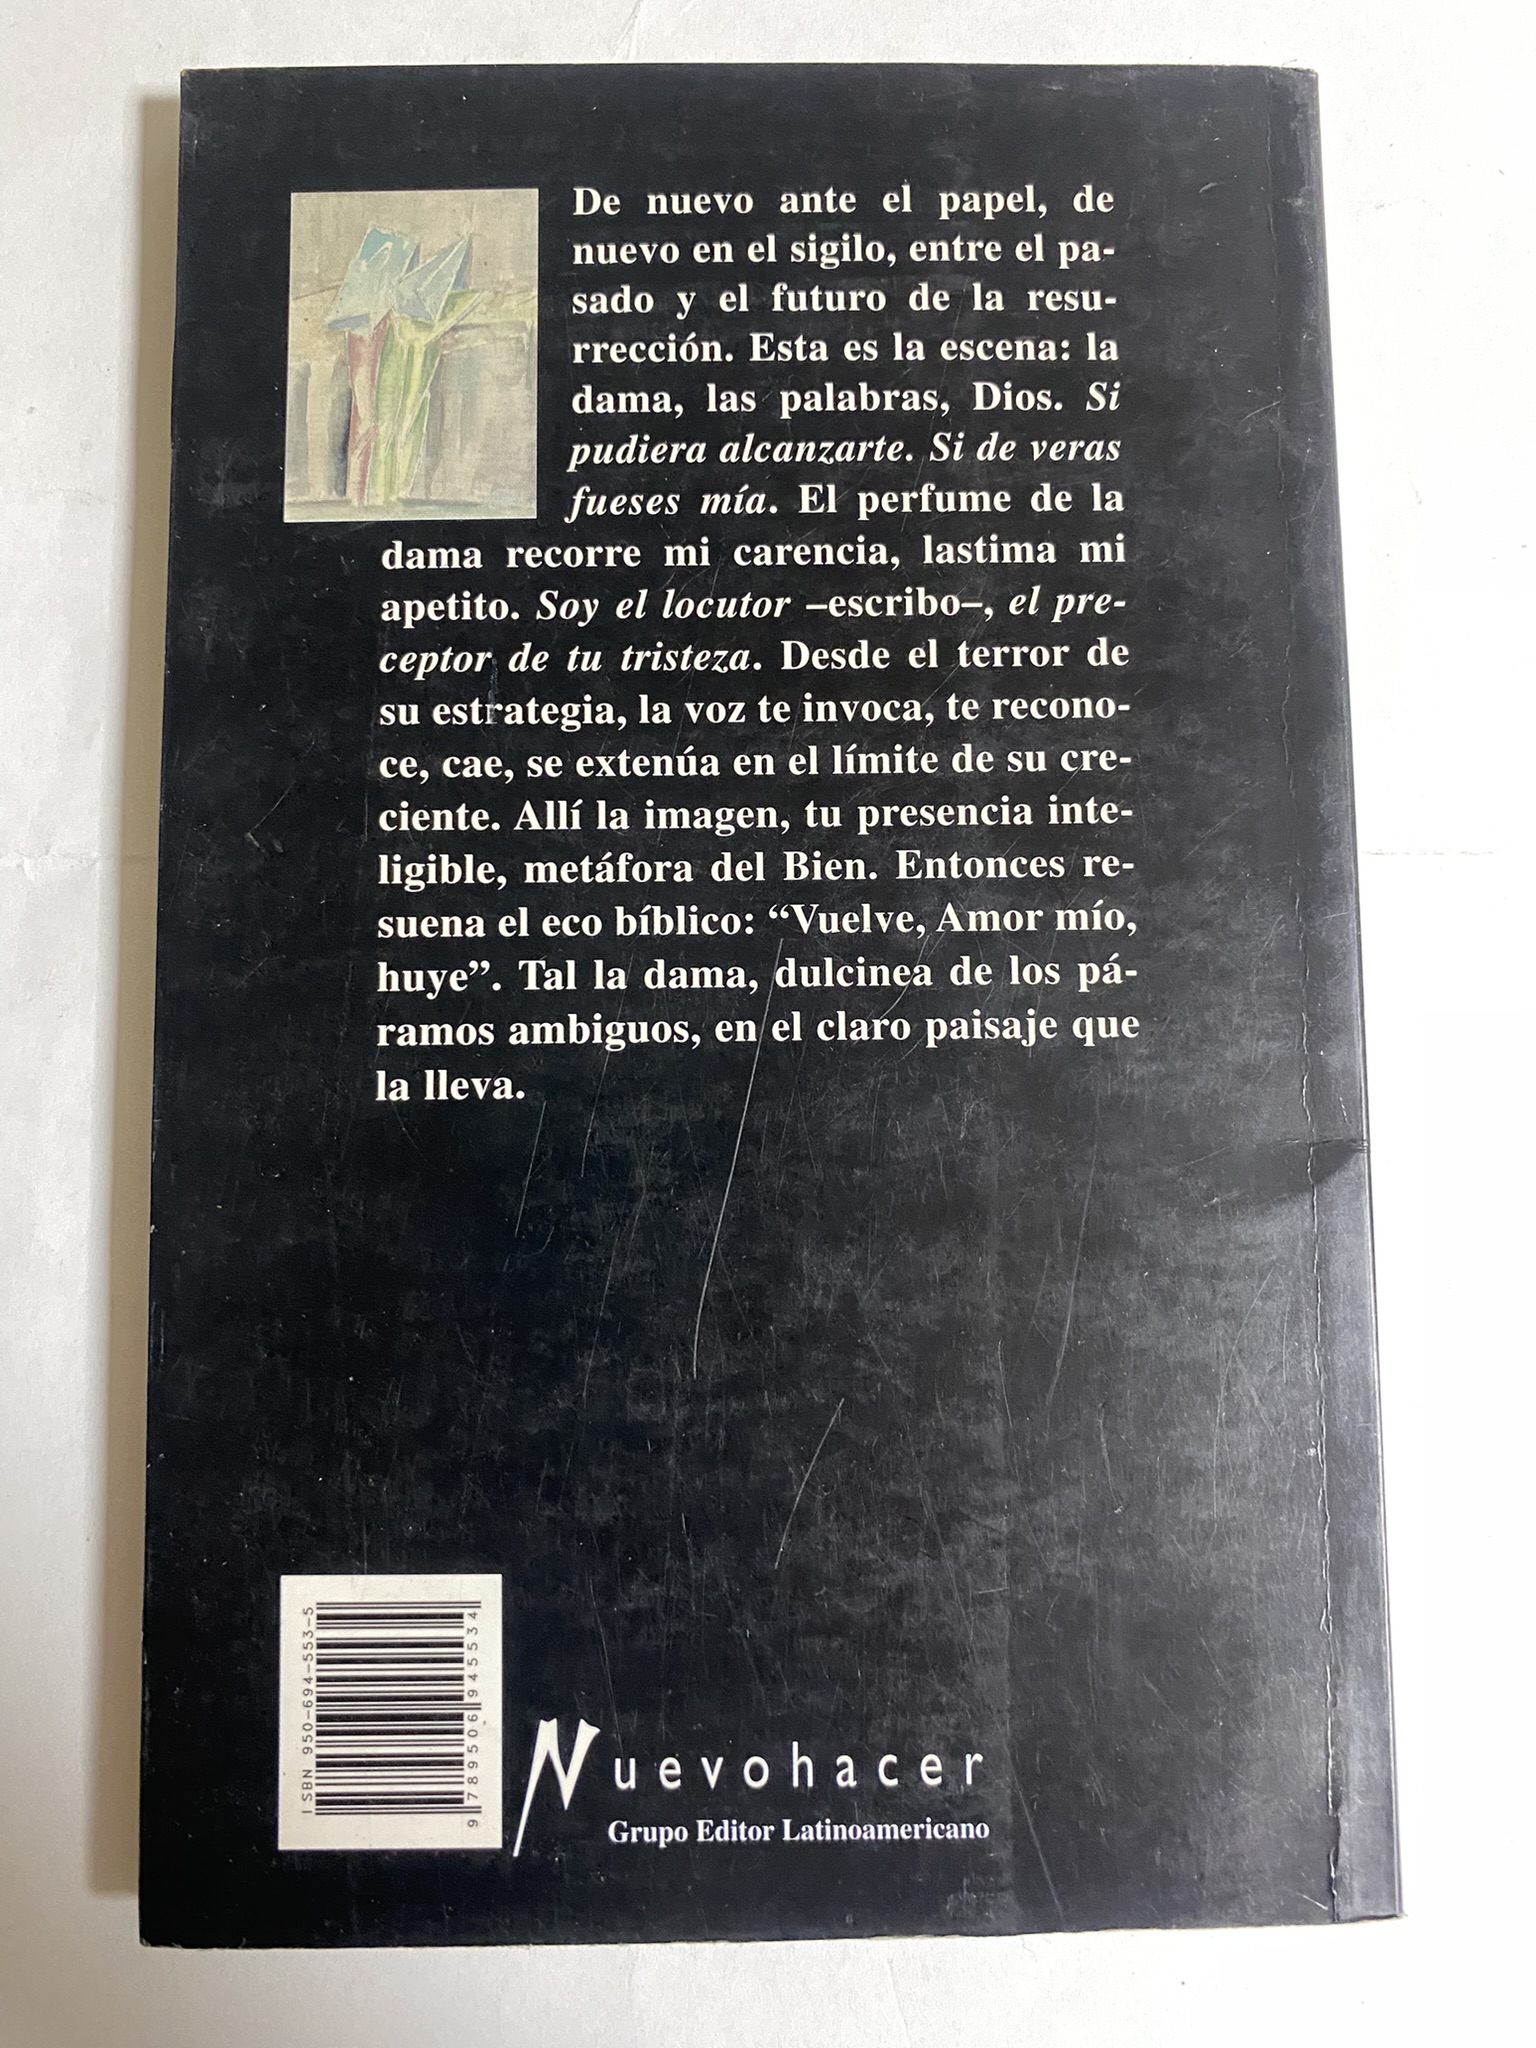 De nuevo ante el papel, de
nuevo en el sigilo, entre el pa-
sado y el futuro de la resu-
rrección. Esta es la escena: la
dama, las palabras, Dios. Si
pudiera alcanzarte. Si de veras
fueses mía. El perfume de la
dama recorre mi carencia, lastima mi
apetito. Soy el locutor –escribo–, el pre-
ceptor de tu tristeza. Desde el terror de
su estrategia, la voz te invoca, te recono-
ce, cae, se extenúa en el límite de su cre-
ciente. Allí la imagen, tu presencia inte-
ligible, metáfora del Bien. Entonces re-
suena el eco bíblico: “Vuelve, Amor mío,
huye”. Tal la dama, dulcinea de los pá-
ramos ambiguos, en el claro paisaje que
la lleva.
ISBN 950-694-553-5
9 789506 945534
Nuevohacer
Grupo Editor Latinoamericano